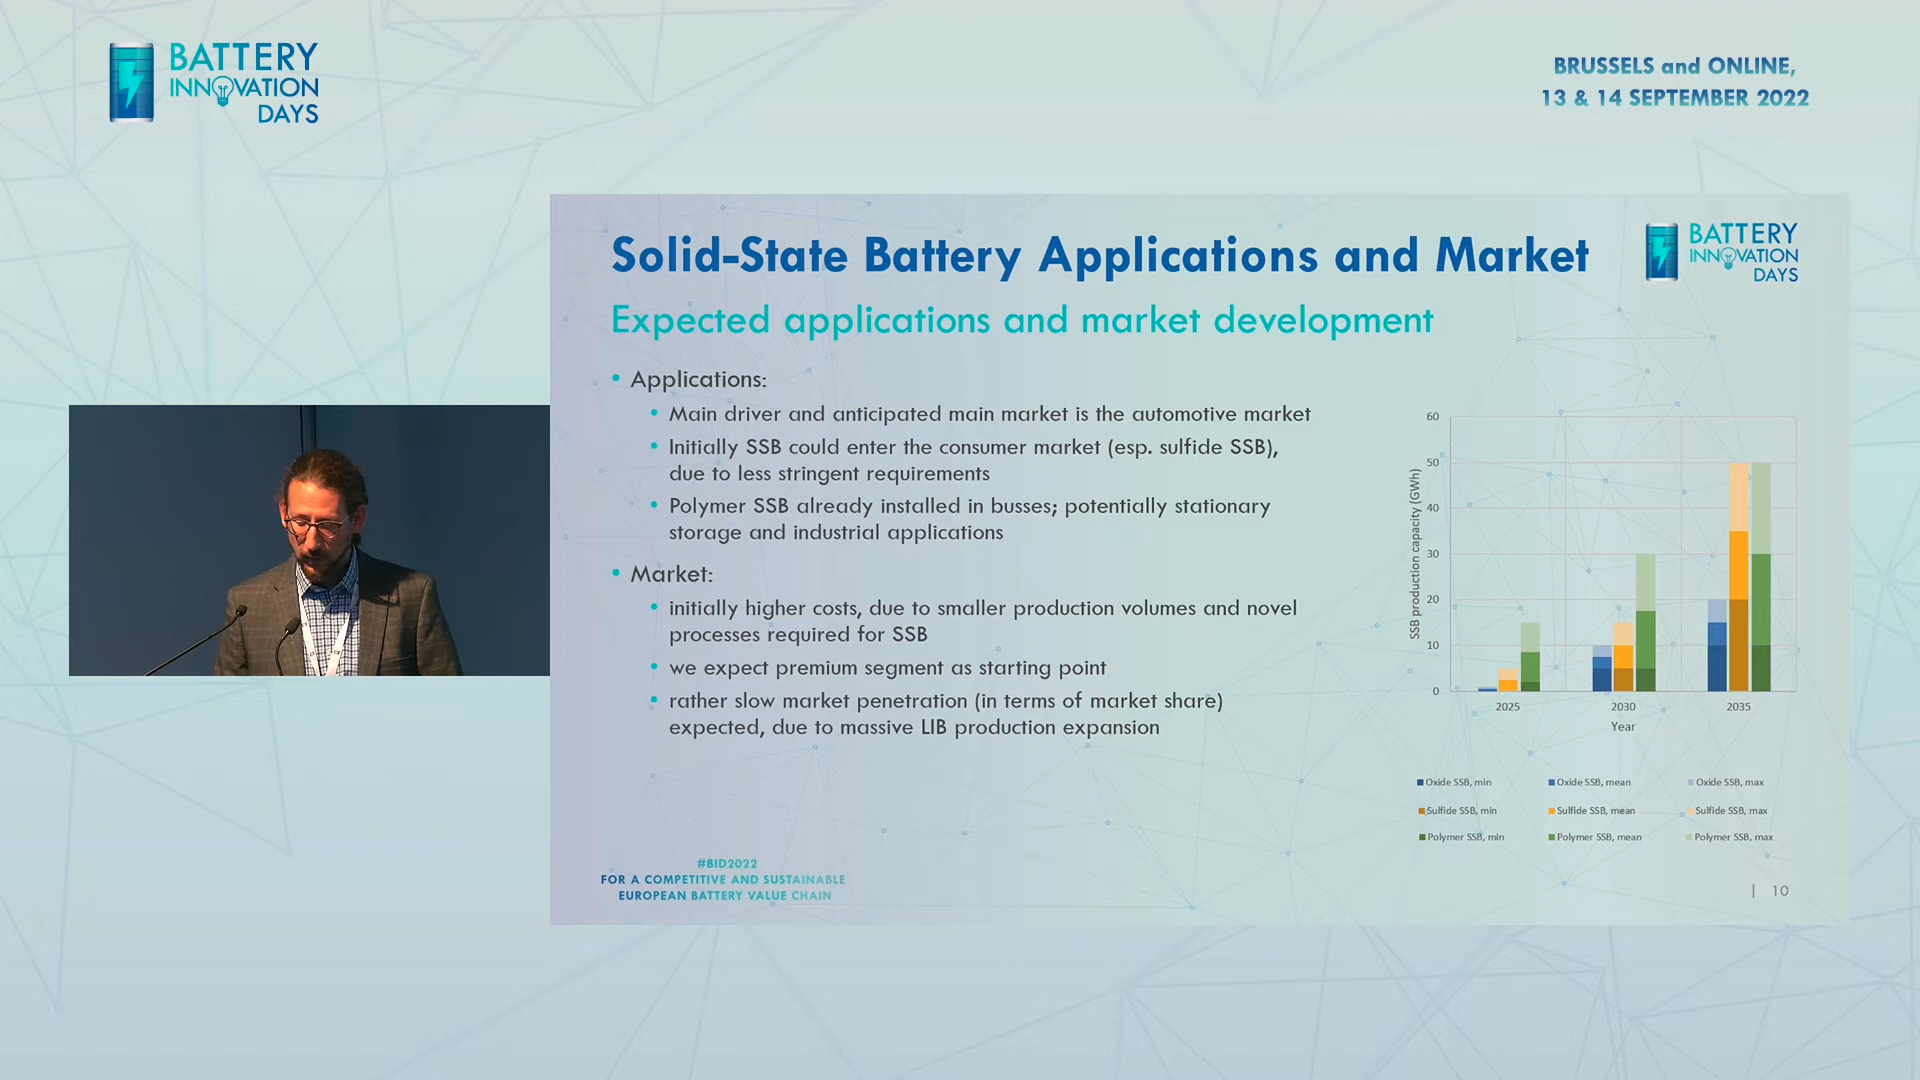 BATTERY
INNOVATION
DAYS
BRUSSELS and ONLINE,
13 & 14 SEPTEMBER 2022
Solid-State Battery Applications and Market
BATTERY
INNOVATION
DAYS
Expected applications and market development
• Applications:
• Main driver and anticipated main market is the automotive market
• Initially SSB could enter the consumer market (esp. sulfide SSB),
due to less stringent requirements
• Polymer SSB already installed in busses; potentially stationary
storage and industrial applications
• Market:
• initially higher costs, due to smaller production volumes and novel
processes required for SSB
• we expect premium segment as starting point
• rather slow market penetration (in terms of market share)
expected, due to massive LIB production expansion
SSB production capacity (GWh)
60
50
40
30
20
10
0
2025 2030 2035
Year
Oxide SSB, min Oxide SSB, mean Oxide SSB, max
Sulfide SSB, min Sulfide SSB, mean Sulfide SSB, max
Polymer SSB, min Polymer SSB, mean Polymer SSB, max
#BID2022
FOR A COMPETITIVE AND SUSTAINABLE
EUROPEAN BATTERY VALUE CHAIN
| 10